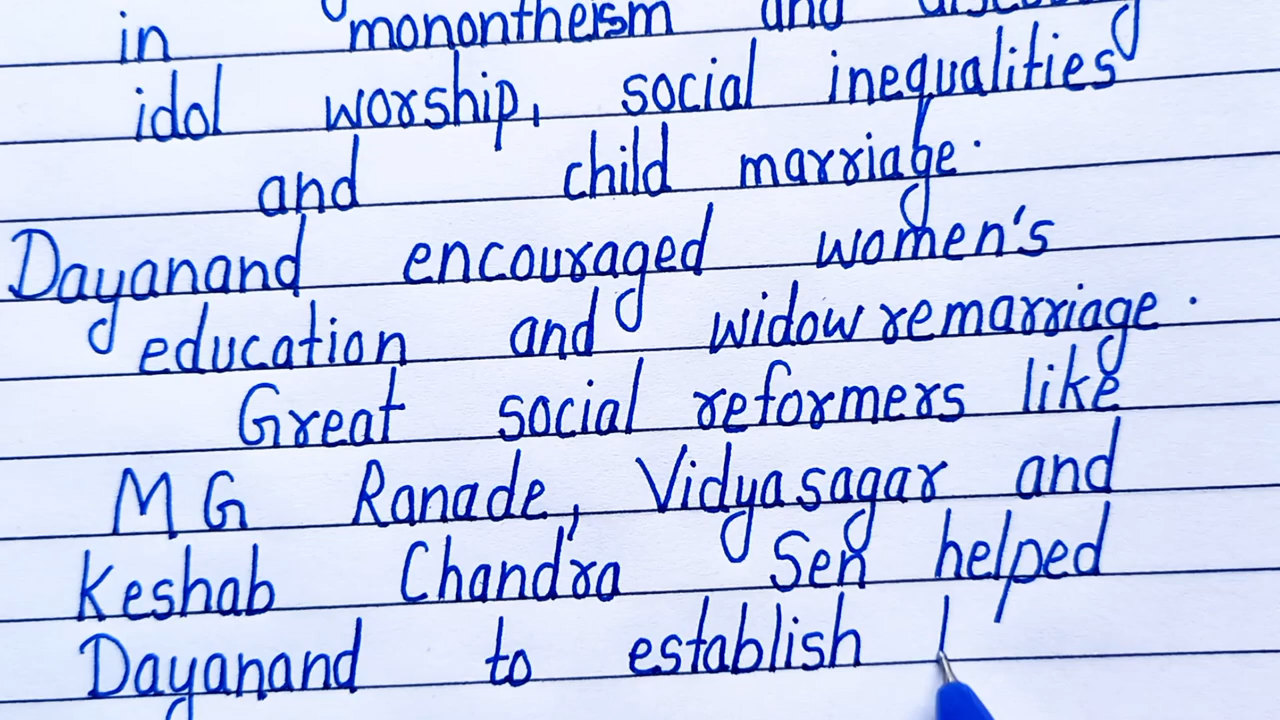 in monontheism and
idol worship, social inequalities
and child marriage.
Dayanand encouraged women's
education and widow remarriage.
Great social reformers like
M G Ranade, Vidyasagar and
Keshab Chandra Sen helped
Dayanand to establish